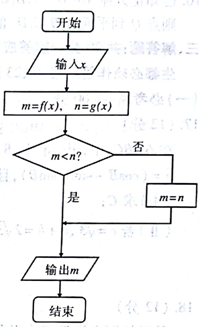 开始
输入x
m=f(x), n=g(x)
m<n?
否
是
m=n
输出m
结束